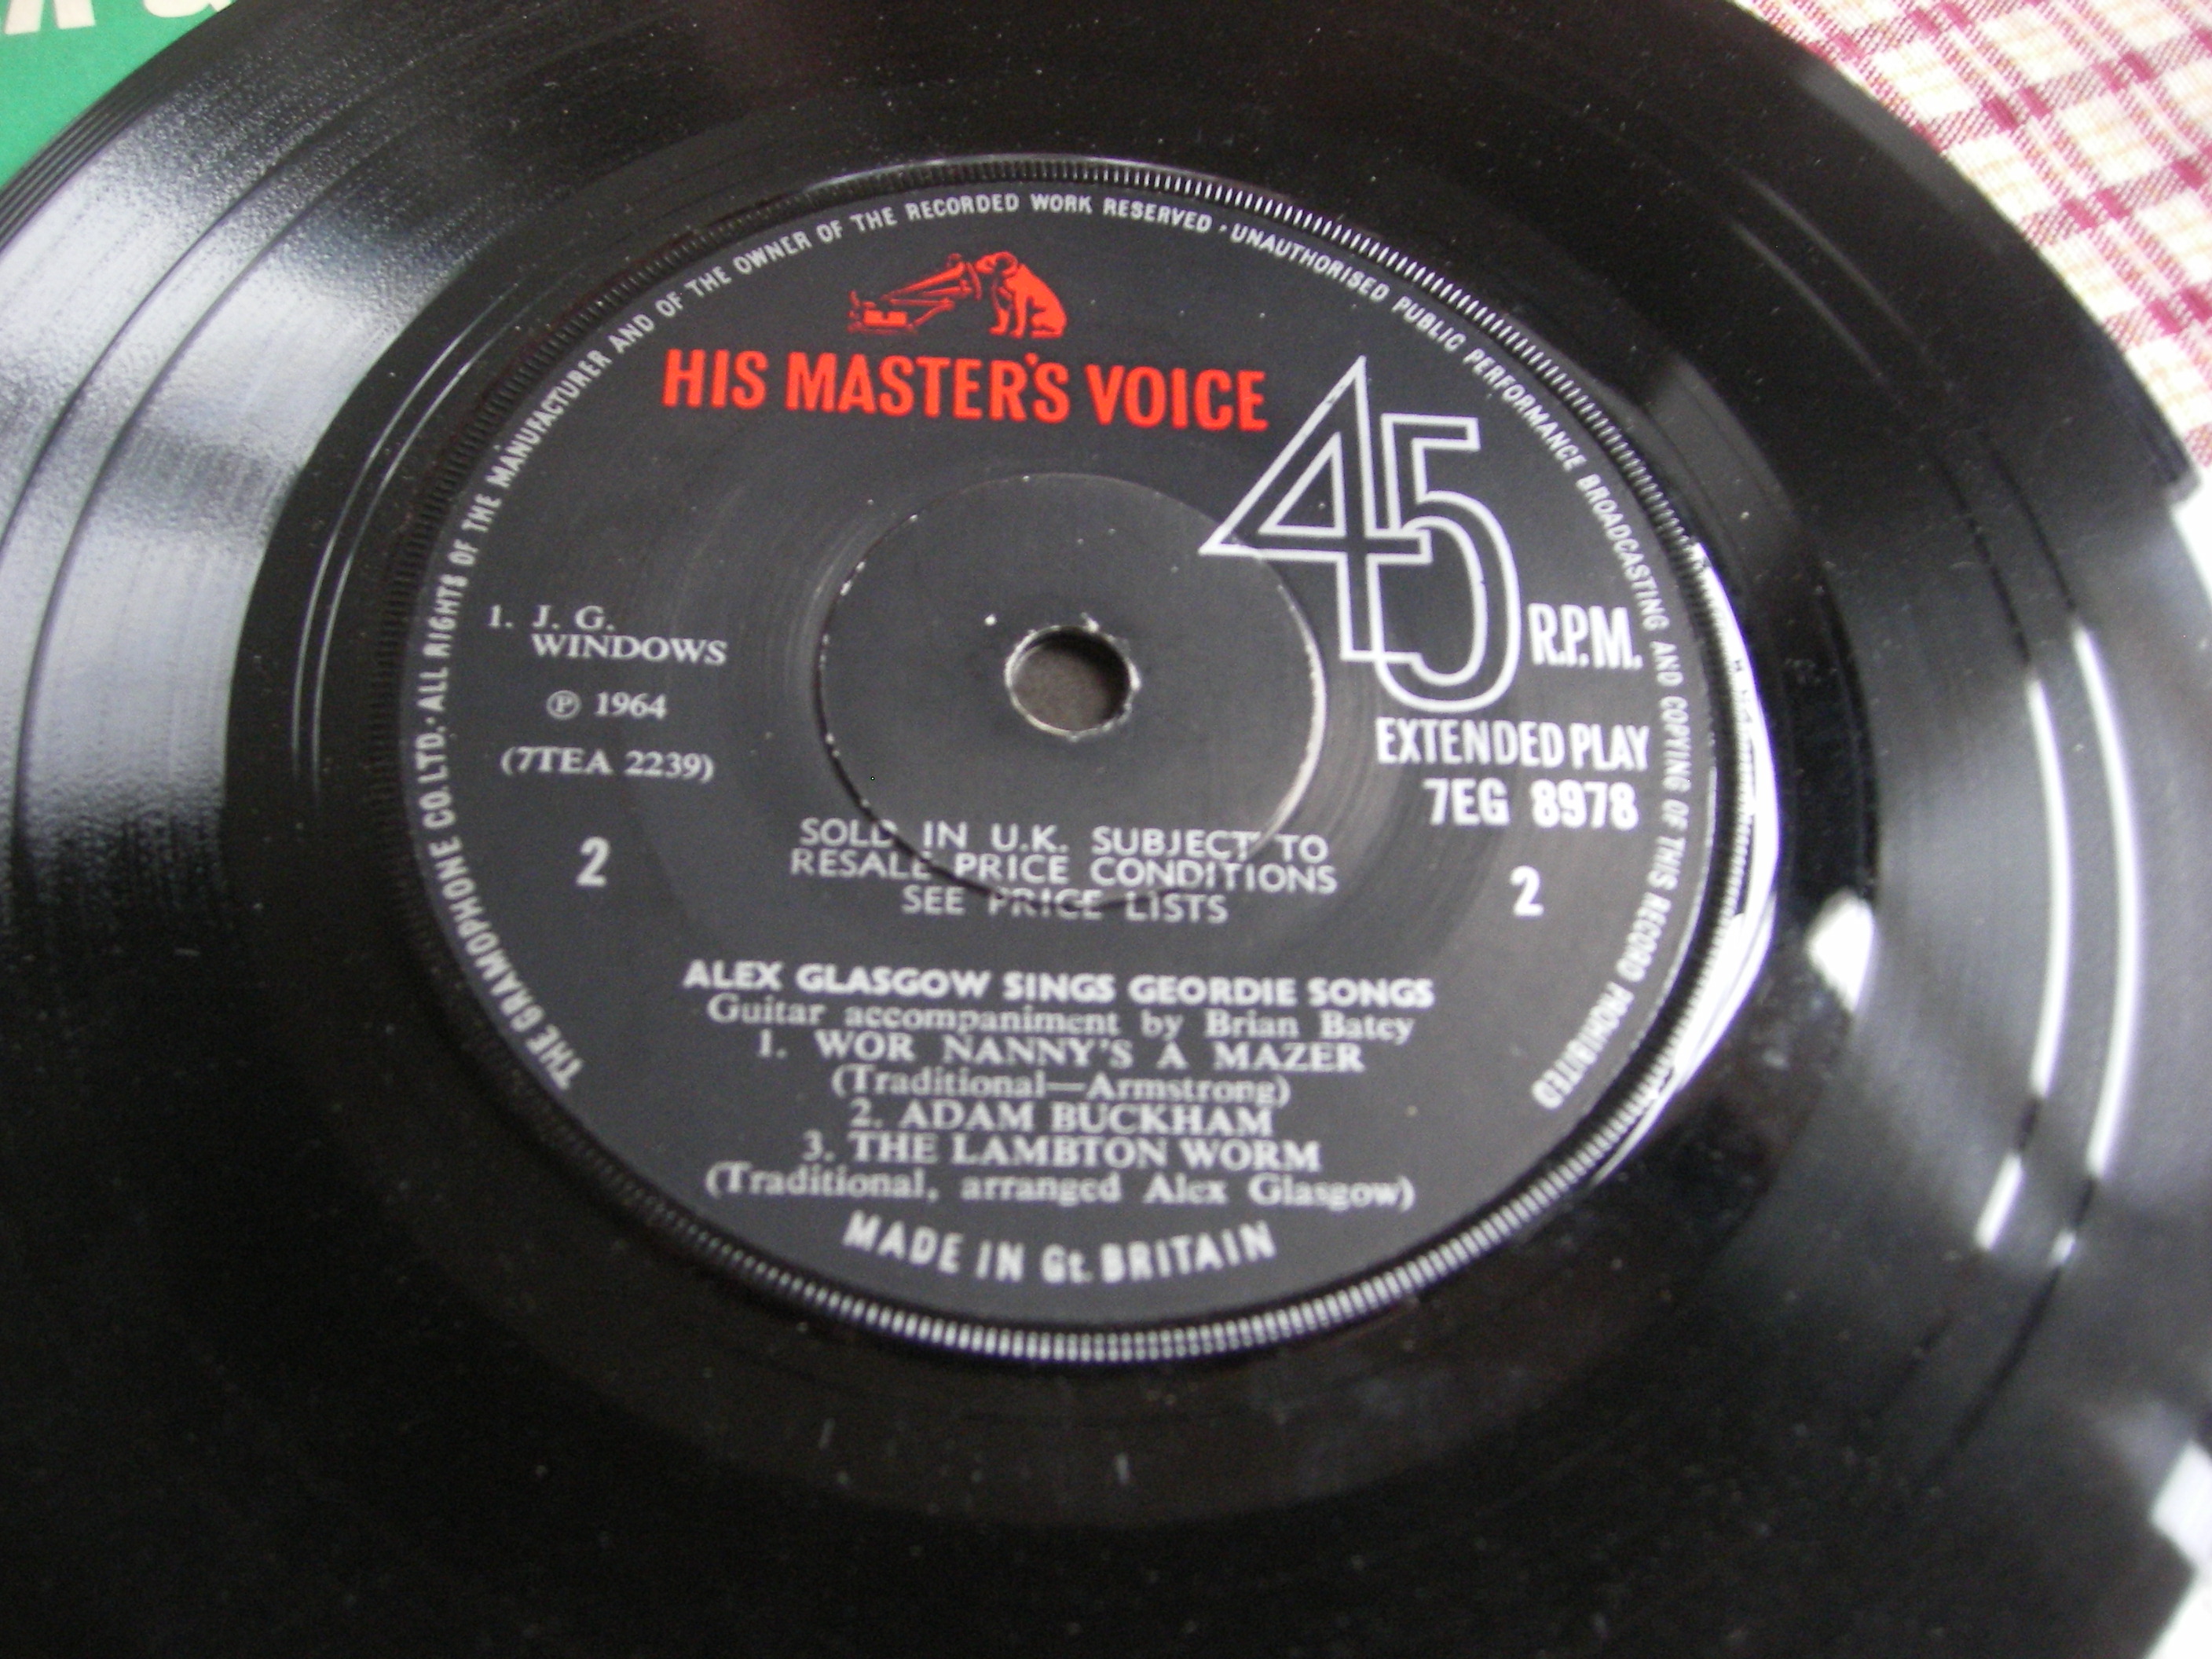 THE GRAMOPHONE CO. LTD. · ALL RIGHTS OF THE MANUFACTURER AND OF THE OWNER OF THE RECORDED WORK RESERVED · UNAUTHORISED PUBLIC PERFORMANCE BROADCASTING AND COPYING OF THIS RECORD PROHIBITED
HIS MASTER'S VOICE
45 R.P.M.
EXTENDED PLAY
7EG 8978
1. J. G.
WINDOWS
℗ 1964
(7TEA 2239)
2
2
SOLD IN U.K. SUBJECT TO
RESALE PRICE CONDITIONS
SEE PRICE LISTS
ALEX GLASGOW SINGS GEORDIE SONGS
Guitar accompaniment by Brian Batey
1. WOR NANNY'S A MAZER
(Traditional—Armstrong)
2. ADAM BUCKHAM
3. THE LAMBTON WORM
(Traditional, arranged Alex Glasgow)
MADE IN Gt. BRITAIN